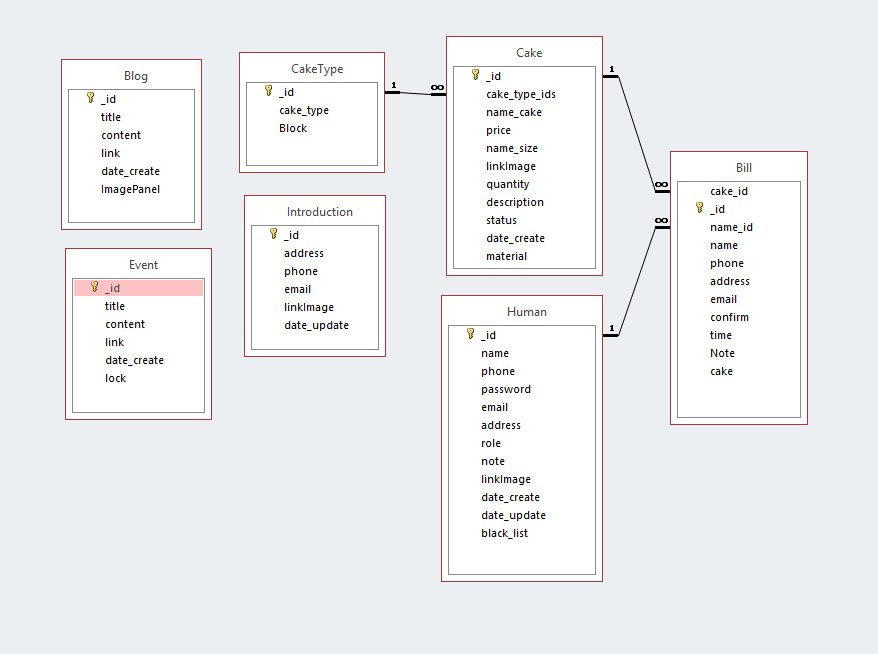 Blog
_id
title
content
link
date_create
ImagePanel
CakeType
_id
cake_type
Block
1
∞
Cake
_id
cake_type_ids
name_cake
price
name_size
linkImage
quantity
description
status
date_create
material
1
∞
Bill
cake_id
_id
name_id
name
phone
address
email
confirm
time
Note
cake
Introduction
_id
address
phone
email
linkImage
date_update
Event
_id
title
content
link
date_create
lock
Human
_id
name
phone
password
email
address
role
note
linkImage
date_create
date_update
black_list
1
∞